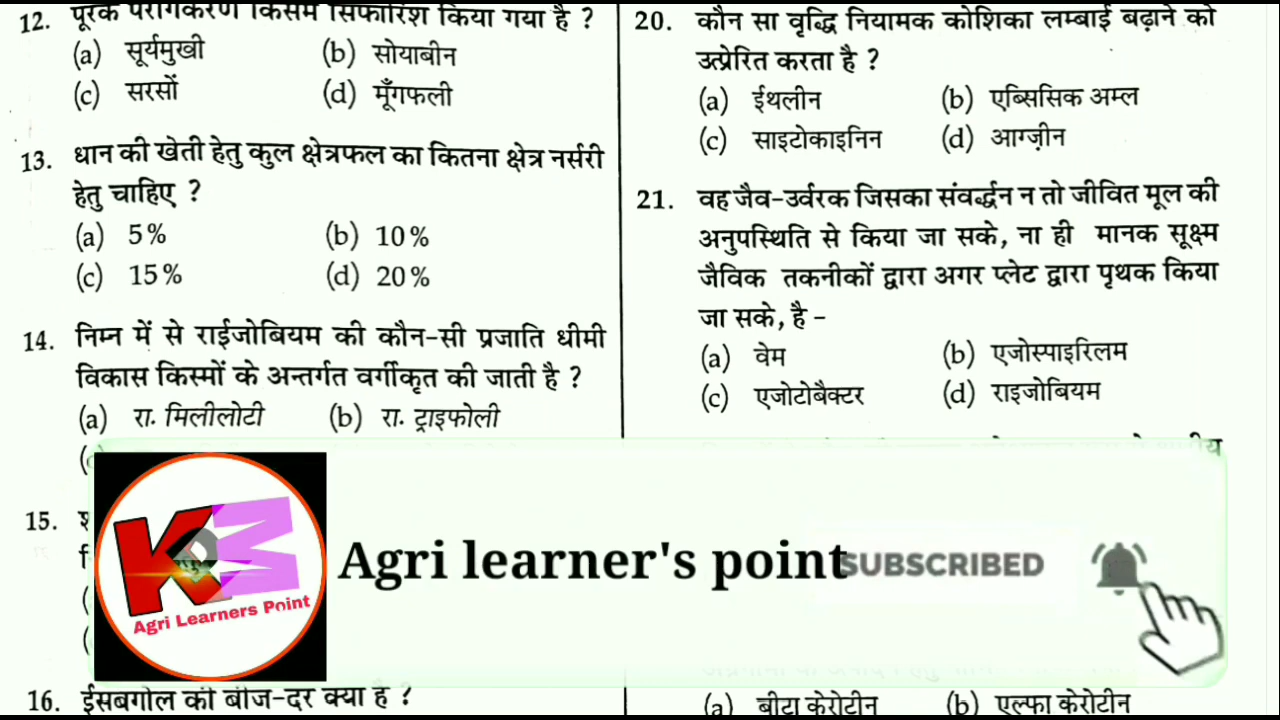 12. पूरक परागकरण किसमें सिफारिश किया गया है ?
(a) सूर्यमुखी (b) सोयाबीन
(c) सरसों (d) मूँगफली
13. धान की खेती हेतु कुल क्षेत्रफल का कितना क्षेत्र नर्सरी
हेतु चाहिए ?
(a) 5% (b) 10%
(c) 15% (d) 20%
14. निम्न में से राईजोबियम की कौन-सी प्रजाति धीमी
विकास किस्मों के अन्तर्गत वर्गीकृत की जाती है ?
(a) रा. मिलीलोटी (b) रा. ट्राइफोली
15.
16. ईसबगोल की बीज-दर क्या है ?
20. कौन सा वृद्धि नियामक कोशिका लम्बाई बढ़ाने को
उत्प्रेरित करता है ?
(a) ईथलीन (b) एब्सिसिक अम्ल
(c) साइटोकाइनिन (d) आग्ज़ीन
21. वह जैव-उर्वरक जिसका संवर्द्धन न तो जीवित मूल की
अनुपस्थिति से किया जा सके, ना ही मानक सूक्ष्म
जैविक तकनीकों द्वारा अगर प्लेट द्वारा पृथक किया
जा सके, है -
(a) वेम (b) एजोस्पाइरिलम
(c) एजोटोबैक्टर (d) राइजोबियम
(a) बीटा केरोटीन (b) एल्फा केरोटीन
Agri Learners Point
Agri learner's point
SUBSCRIBED